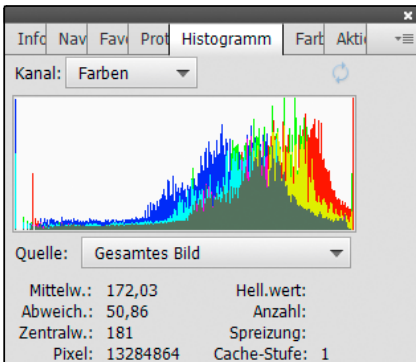 Info Nav Fav Prot Histogramm Farb Aktio
Kanal: Farben
Quelle: Gesamtes Bild
Mittelw.: 172,03 Hell.wert:
Abweich.: 50,86 Anzahl:
Zentralw.: 181 Spreizung:
Pixel: 13284864 Cache-Stufe: 1